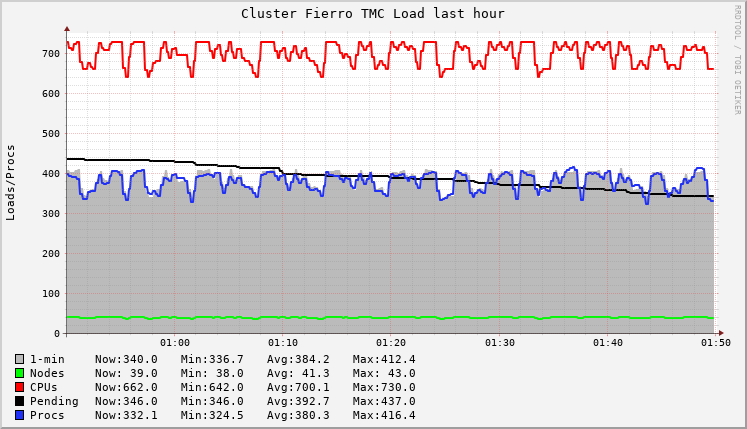 Cluster Fierro TMC Load last hour
RRDTOOL / TOBI OETIKER
Loads/Procs
700
600
500
400
300
200
100
0
01:00 01:10 01:20 01:30 01:40 01:50
1-min Now:340.0 Min:336.7 Avg:384.2 Max:412.4
Nodes Now: 39.0 Min: 38.0 Avg: 41.3 Max: 43.0
CPUs Now:662.0 Min:642.0 Avg:700.1 Max:730.0
Pending Now:346.0 Min:346.0 Avg:392.7 Max:437.0
Procs Now:332.1 Min:324.5 Avg:380.3 Max:416.4